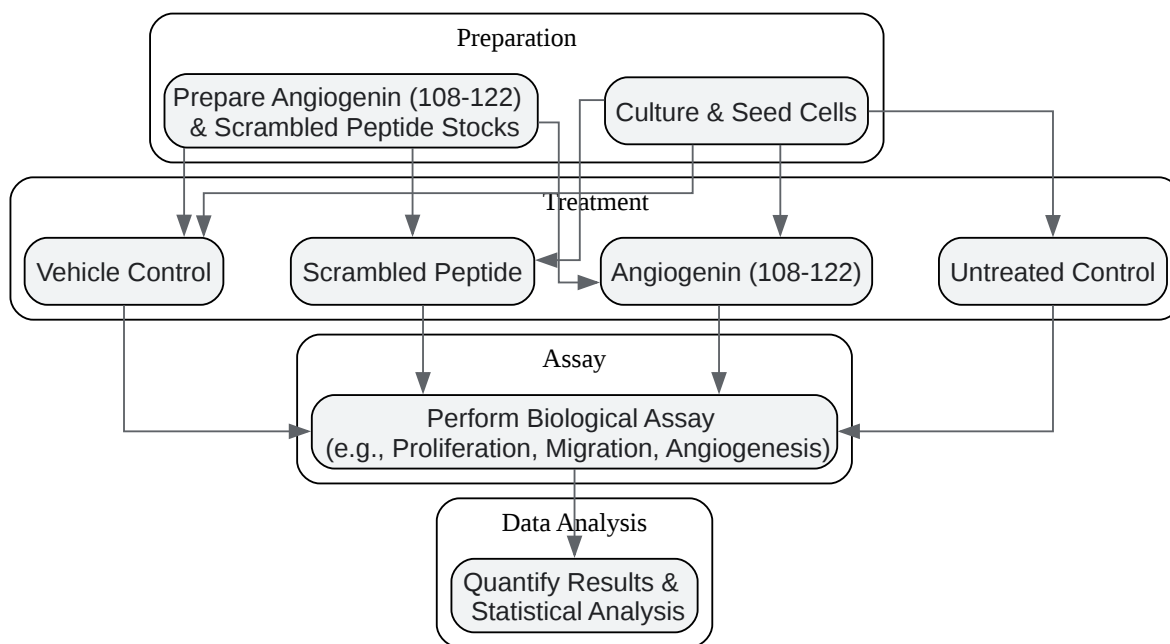 Preparation
Prepare Angiogenin (108-122)
& Scrambled Peptide Stocks
Culture & Seed Cells
Treatment
Vehicle Control
Scrambled Peptide
Angiogenin (108-122)
Untreated Control
Assay
Perform Biological Assay
(e.g., Proliferation, Migration, Angiogenesis)
Data Analysis
Quantify Results &
Statistical Analysis